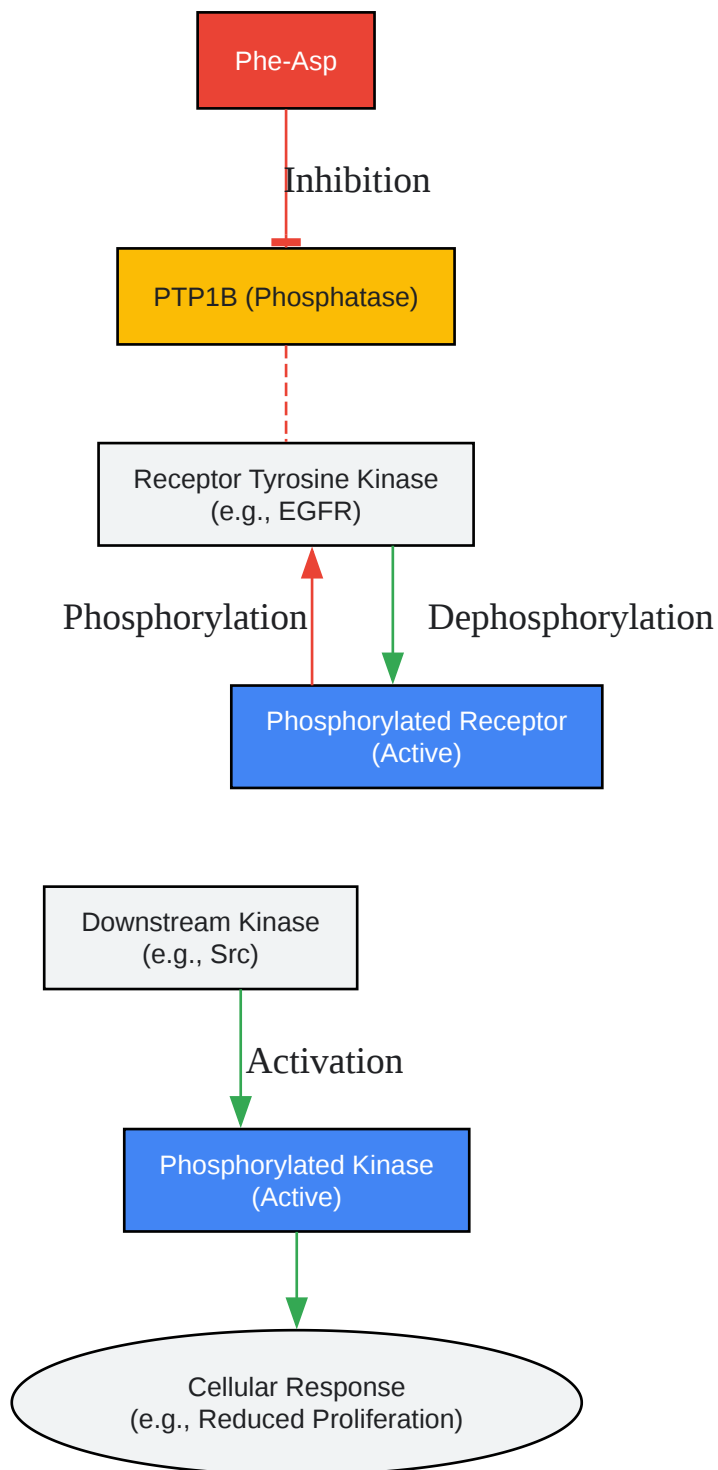 Phe-Asp
Inhibition
PTP1B (Phosphatase)
Receptor Tyrosine Kinase
(e.g., EGFR)
Phosphorylation
Dephosphorylation
Phosphorylated Receptor
(Active)
Downstream Kinase
(e.g., Src)
Activation
Phosphorylated Kinase
(Active)
Cellular Response
(e.g., Reduced Proliferation)